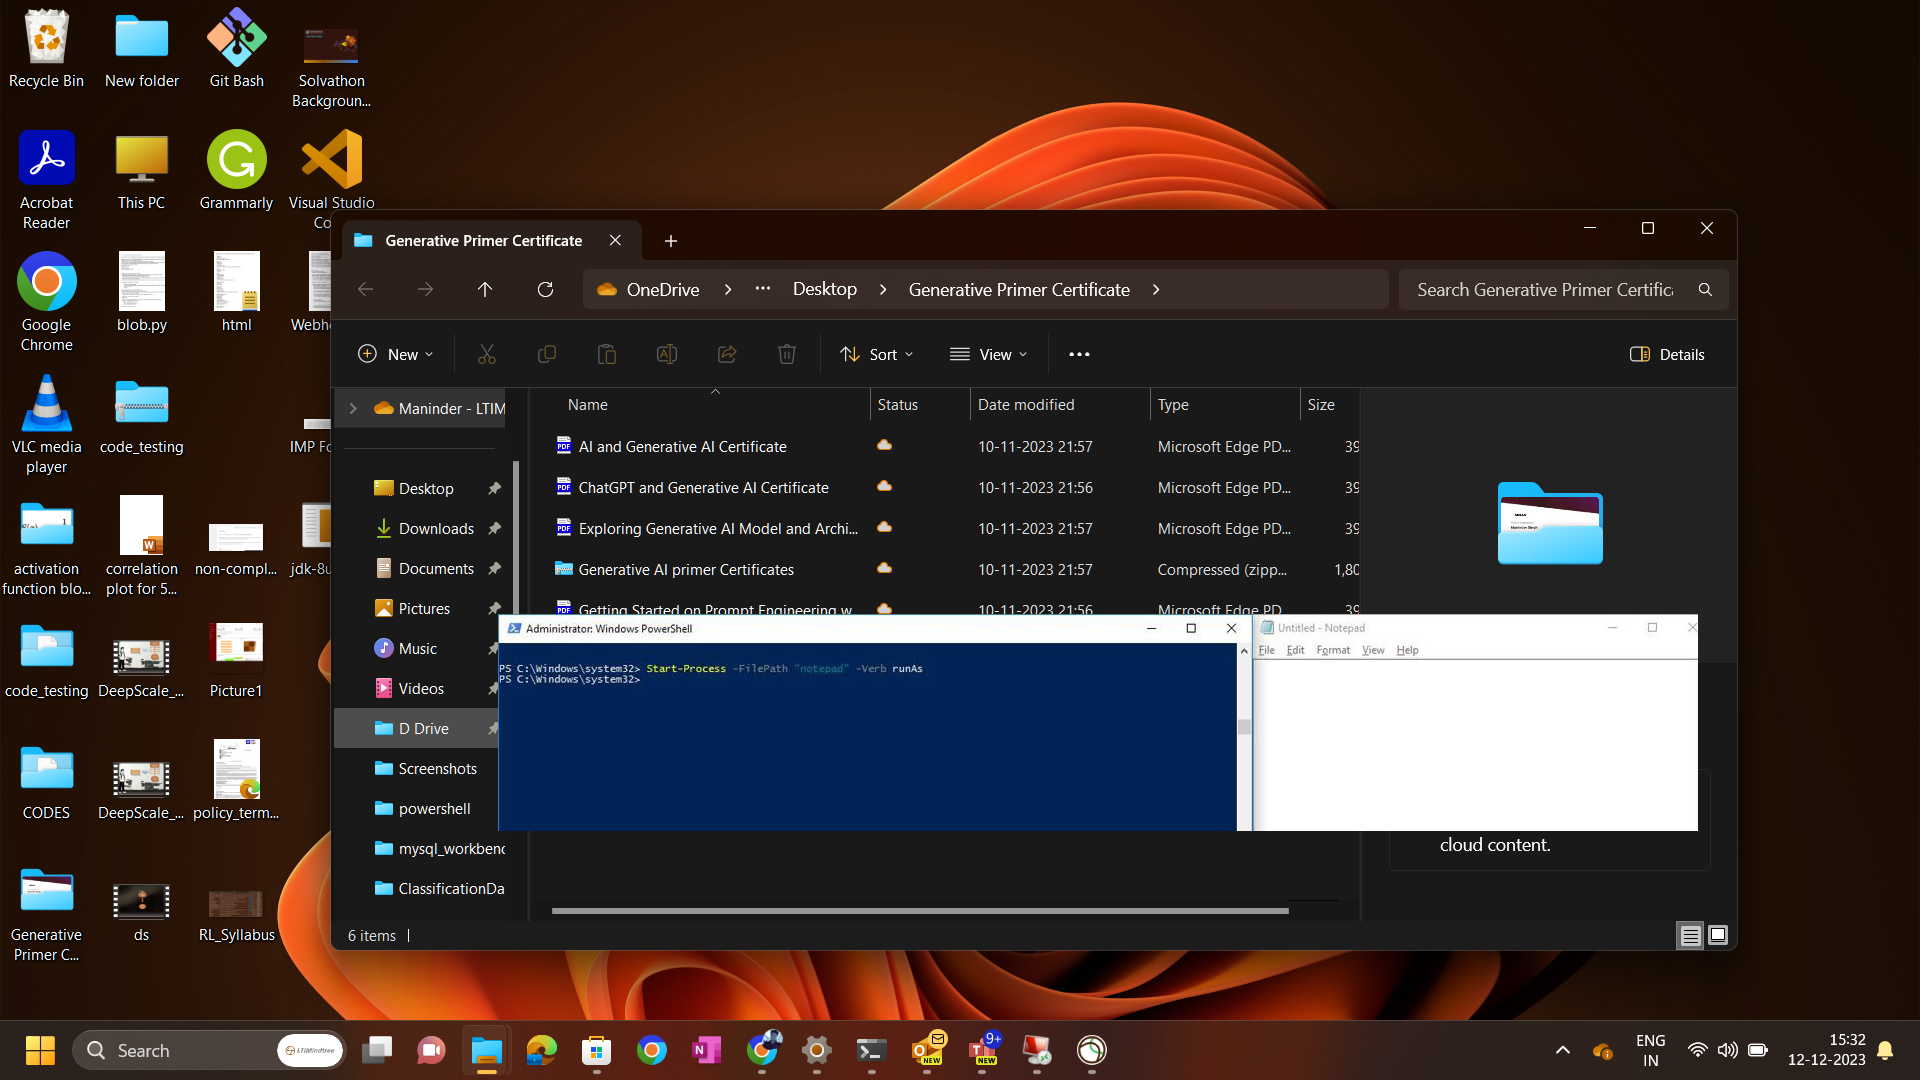 Recycle Bin
New folder
Git Bash
Solvathon
Backgroun...
Acrobat
Reader
This PC
Grammarly
Visual Studio
Co
Google
Chrome
blob.py
html
Webh
VLC media
player
code_testing
IMP Fo
activation
function blo...
correlation
plot for 5...
non-compl...
jdk-8u
code_testing
DeepScale_...
Picture1
CODES
DeepScale_...
policy_term...
Generative
Primer C...
ds
RL_Syllabus
Generative Primer Certificate
OneDrive
Desktop
Generative Primer Certificate
Search Generative Primer Certific
New
Sort
View
Details
Maninder - LTIM
Desktop
Downloads
Documents
Pictures
Music
Videos
D Drive
Screenshots
powershell
mysql_workbenc
ClassificationDa
Name Status Date modified Type Size
AI and Generative AI Certificate 10-11-2023 21:57 Microsoft Edge PD... 39
ChatGPT and Generative AI Certificate 10-11-2023 21:56 Microsoft Edge PD... 39
Exploring Generative AI Model and Archi... 10-11-2023 21:57 Microsoft Edge PD... 39
Generative AI primer Certificates 10-11-2023 21:57 Compressed (zipp... 1,80
Getting Started on Prompt Engineering w 10-11-2023 21:56 Microsoft Edge PD 39
Administrator: Windows PowerShell
PS C:\Windows\system32> Start-Process -FilePath "notepad" -Verb runAs
PS C:\Windows\system32>
Untitled - Notepad
File Edit Format View Help
cloud content.
6 items
Search
LTIMindtree
NEW
9+
NEW
ENG
IN
15:32
12-12-2023